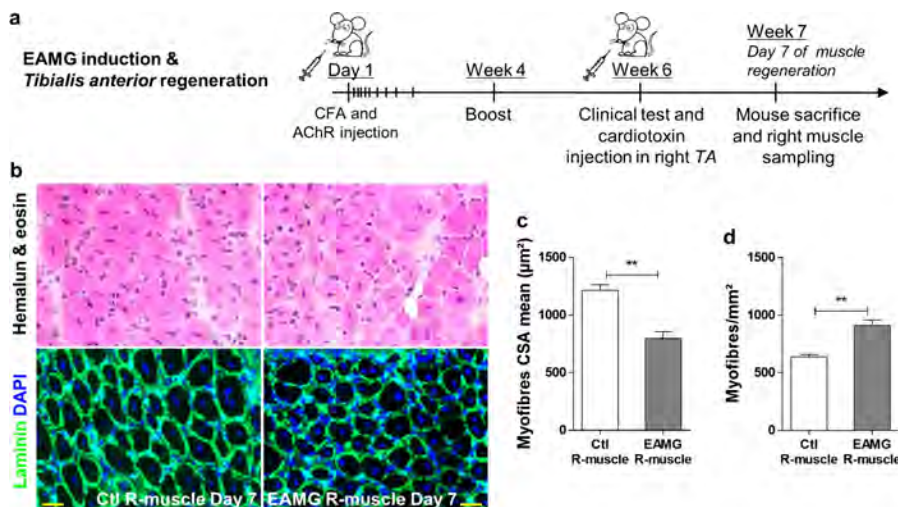 a
EAMG induction &
Tibialis anterior regeneration
Day 1
CFA and
AChR injection
Week 4
Boost
Week 6
Clinical test and
cardiotoxin
injection in right TA
Week 7
Day 7 of muscle
regeneration
Mouse sacrifice
and right muscle
sampling
b
Hemalun & eosin
Laminin DAPI
Ctl R-muscle Day 7
EAMG R-muscle Day 7
c
Myofibres CSA mean (µm²)
1500
1000
500
0
**
Ctl
R-muscle
EAMG
R-muscle
d
Myofibres/mm²
1500
1000
500
0
**
Ctl
R-muscle
EAMG
R-muscle